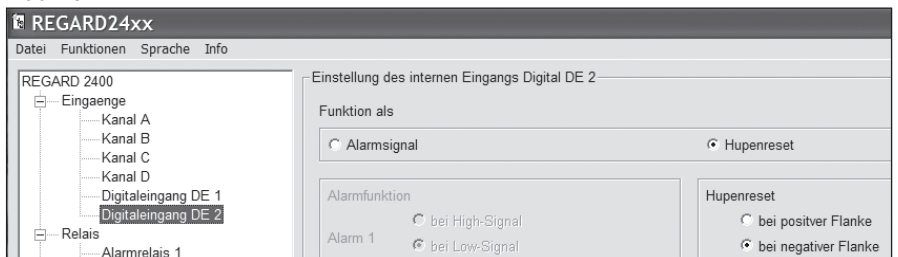 REGARD24xx
Datei Funktionen Sprache Info
REGARD 2400
Eingaenge
Kanal A
Kanal B
Kanal C
Kanal D
Digitaleingang DE 1
Digitaleingang DE 2
Relais
Alarmrelais 1
Einstellung des internen Eingangs Digital DE 2
Funktion als
Alarmsignal
Hupenreset
Alarmfunktion
Alarm 1
bei High-Signal
bei Low-Signal
Hupenreset
bei positver Flanke
bei negativer Flanke